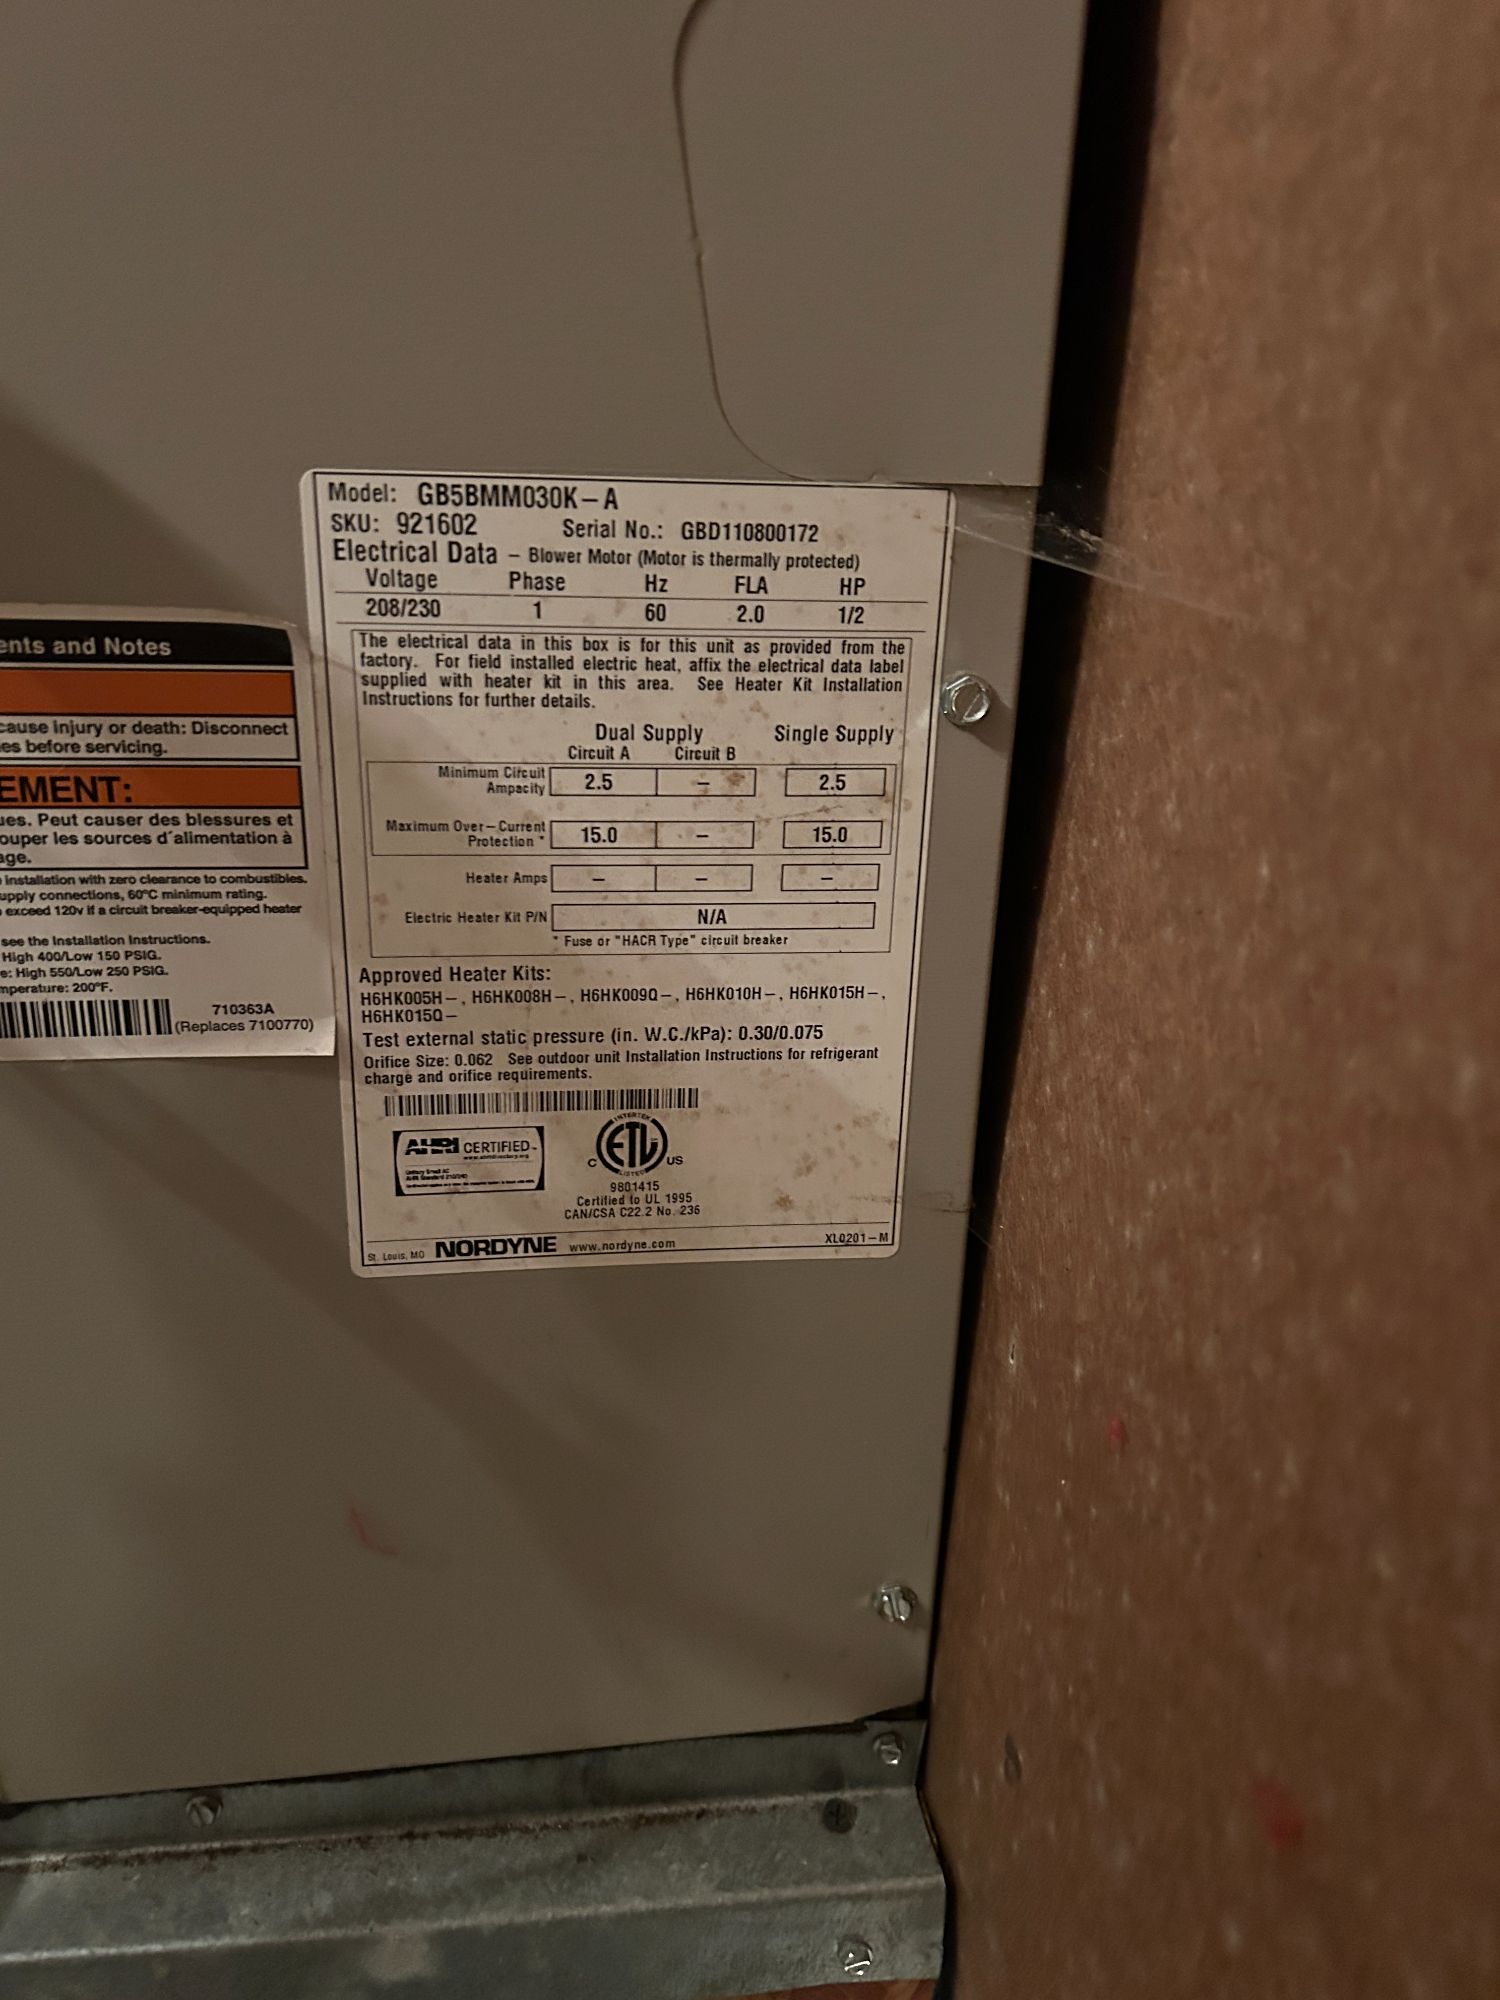 Model: GB5BMM030K-A
SKU: 921602 Serial No.: GBD110800172
Electrical Data - Blower Motor (Motor is thermally protected)
Voltage Phase Hz FLA HP
208/230 1 60 2.0 1/2
The electrical data in this box is for this unit as provided from the
factory. For field installed electric heat, affix the electrical data label
supplied with heater kit in this area. See Heater Kit Installation
Instructions for further details.
Dual Supply Single Supply
Circuit A Circuit B
Minimum Circuit
Ampacity 2.5 - 2.5
Maximum Over-Current
Protection * 15.0 - 15.0
Heater Amps - - -
Electric Heater Kit P/N N/A
* Fuse or "HACR Type" circuit breaker
Approved Heater Kits:
H6HK005H-, H6HK008H-, H6HK009Q-, H6HK010H-, H6HK015H-,
H6HK015Q-
Test external static pressure (in. W.C./kPa): 0.30/0.075
Orifice Size: 0.062 See outdoor unit Installation Instructions for refrigerant
charge and orifice requirements.
AHRI CERTIFIED
INTERTEK
ETL
LISTED
C US
9801415
Certified to UL 1995
CAN/CSA C22.2 No. 236
St. Louis, MO NORDYNE www.nordyne.com XL0201-M
ents and Notes
cause injury or death: Disconnect
es before servicing.
EMENT:
ues. Peut causer des blessures et
ouper les sources d'alimentation à
age.
installation with zero clearance to combustibles.
upply connections, 60°C minimum rating.
exceed 120v if a circuit breaker-equipped heater
see the Installation Instructions.
High 400/Low 150 PSIG.
e: High 550/Low 250 PSIG.
mperature: 200°F.
710363A
(Replaces 7100770)